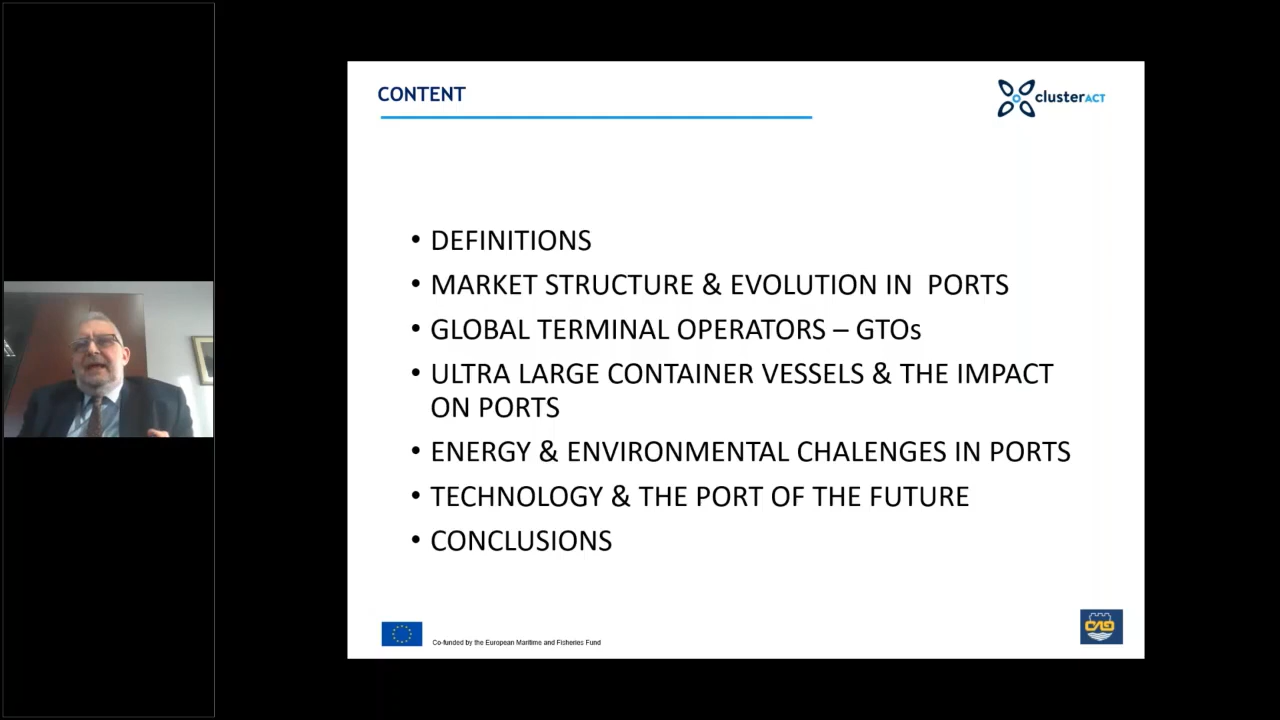 CONTENT
clusterACT
• DEFINITIONS
• MARKET STRUCTURE & EVOLUTION IN PORTS
• GLOBAL TERMINAL OPERATORS – GTOs
• ULTRA LARGE CONTAINER VESSELS & THE IMPACT
ON PORTS
• ENERGY & ENVIRONMENTAL CHALENGES IN PORTS
• TECHNOLOGY & THE PORT OF THE FUTURE
• CONCLUSIONS
Co-funded by the European Maritime and Fisheries Fund